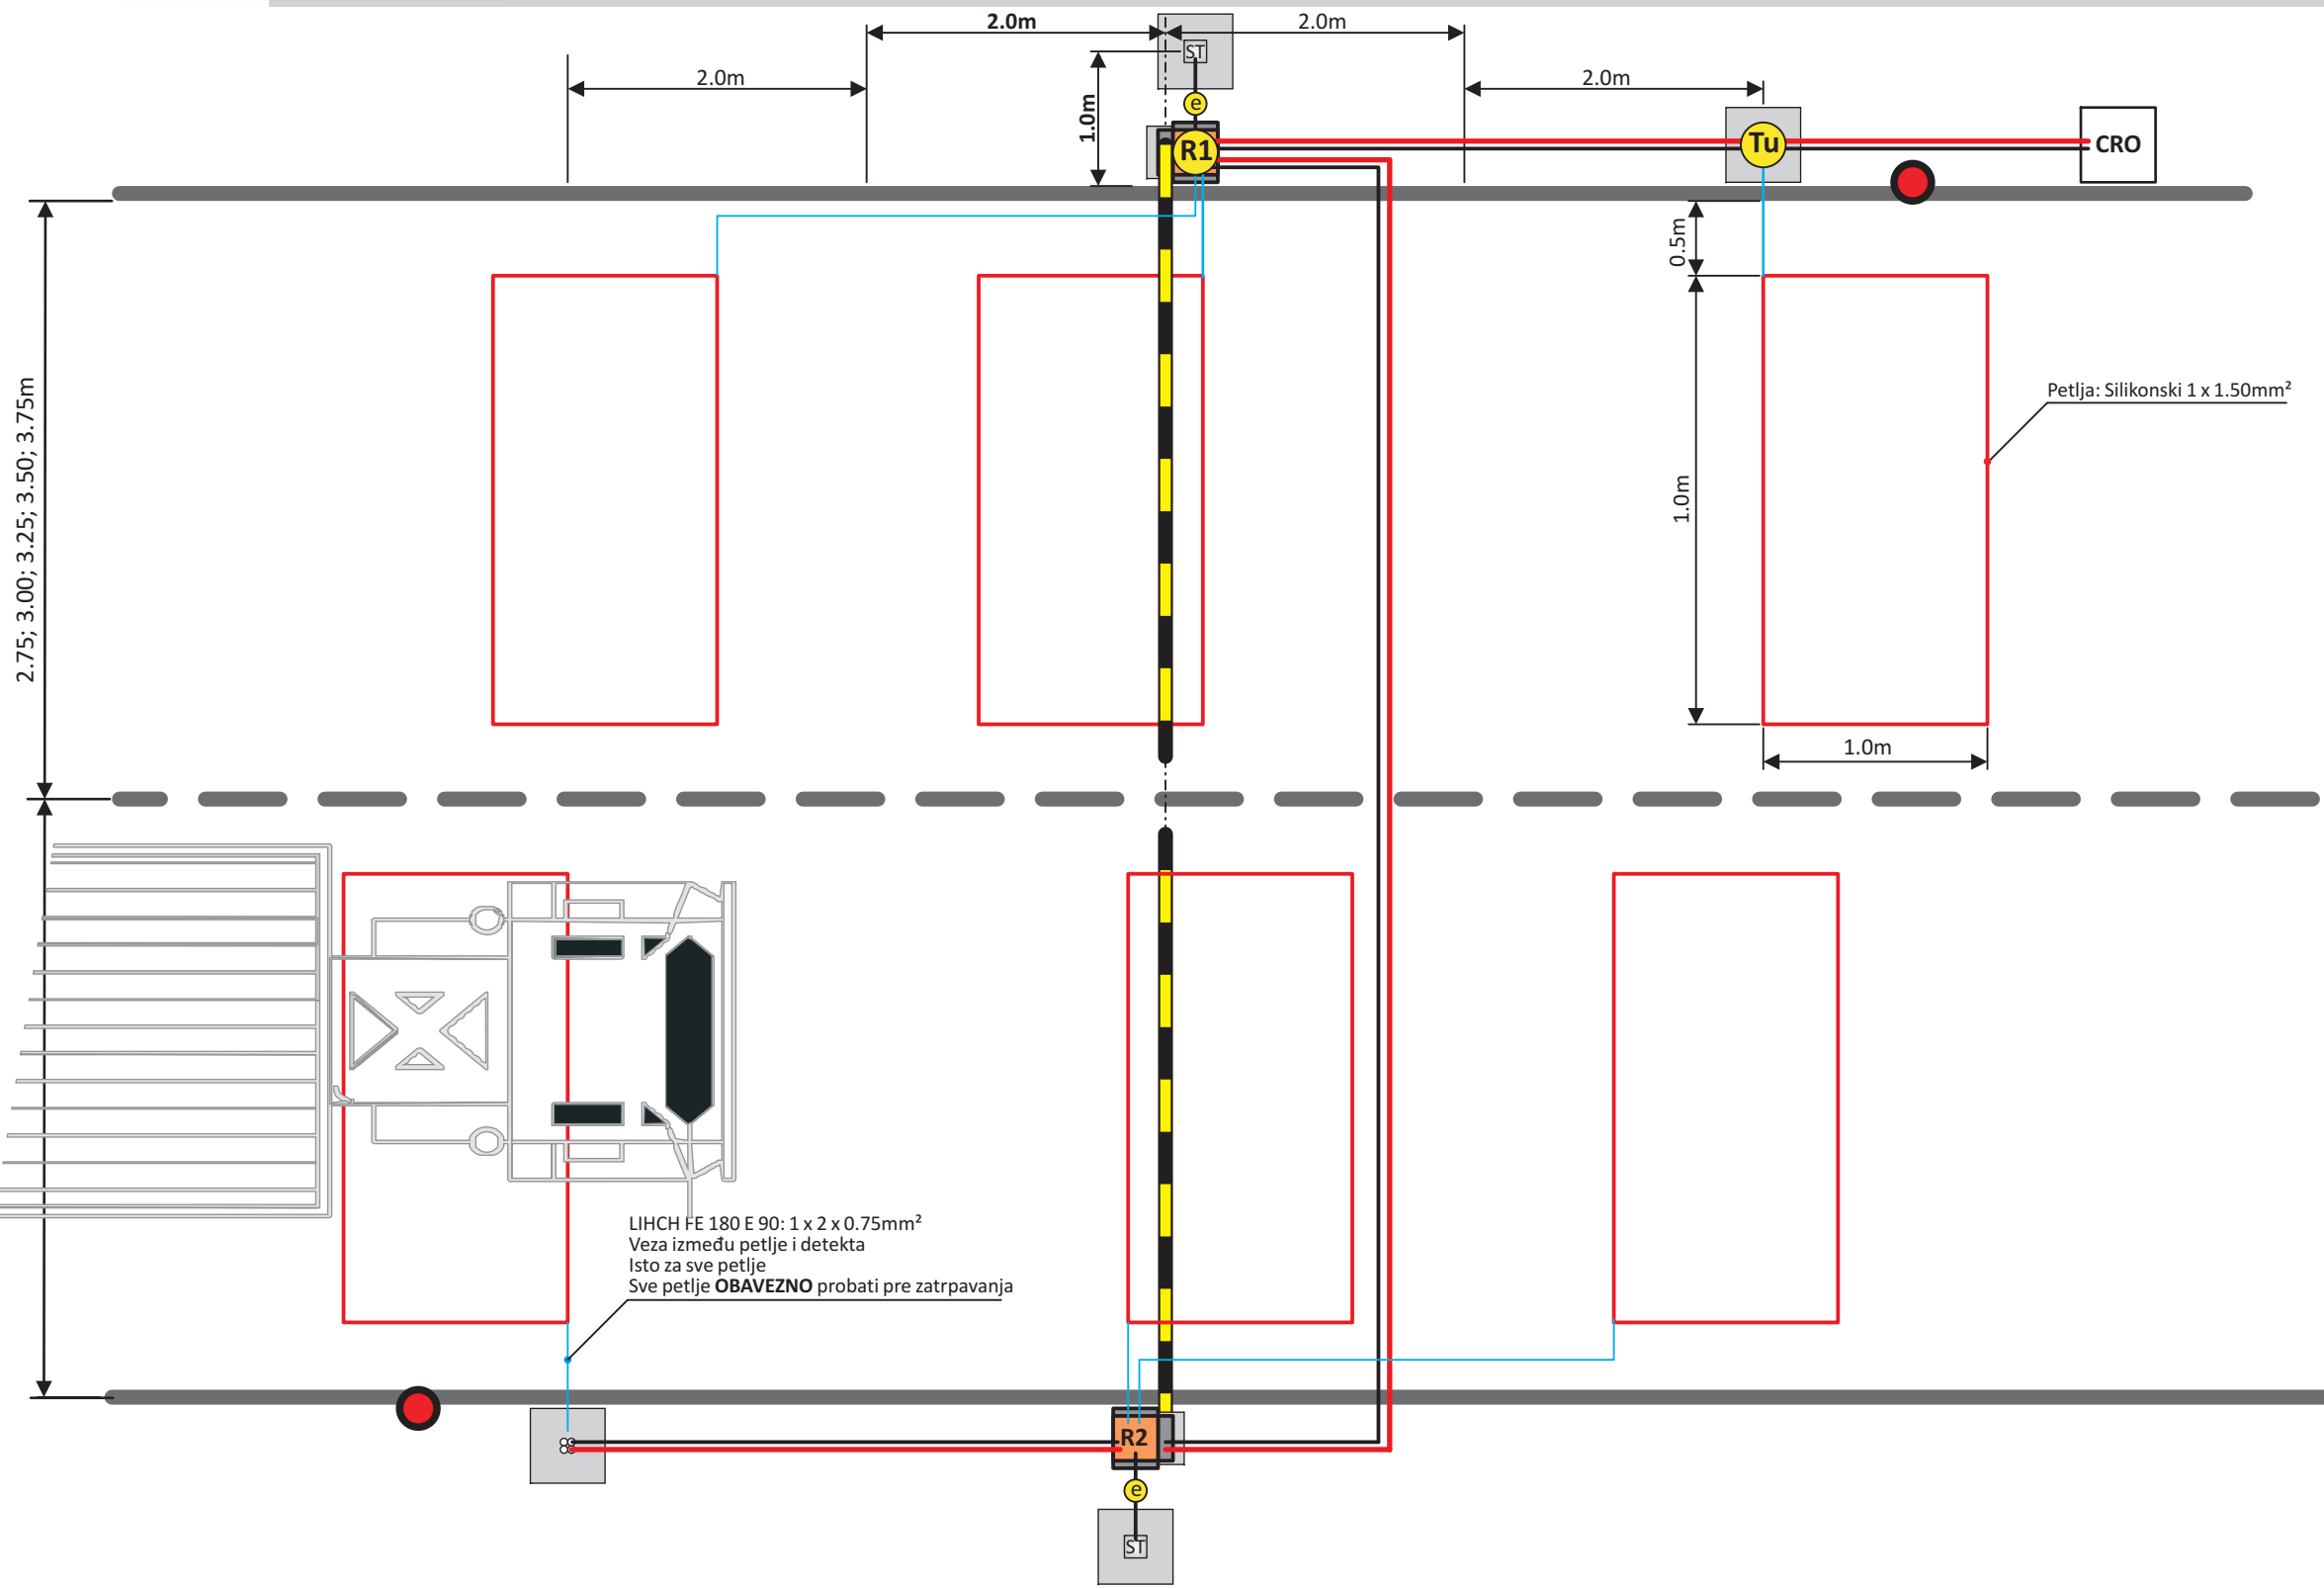 2.0m
2.0m
2.0m
2.0m
ST
1.0m
e
R1
Tu
CRO
0.5m
2.75; 3.00; 3.25; 3.50; 3.75m
Petlja: Silikonski 1 x 1.50mm²
1.0m
1.0m
LIHCH FE 180 E 90: 1 x 2 x 0.75mm²
Veza između petlje i detekta
Isto za sve petlje
Sve petlje OBAVEZNO probati pre zatrpavanja
R2
e
ST